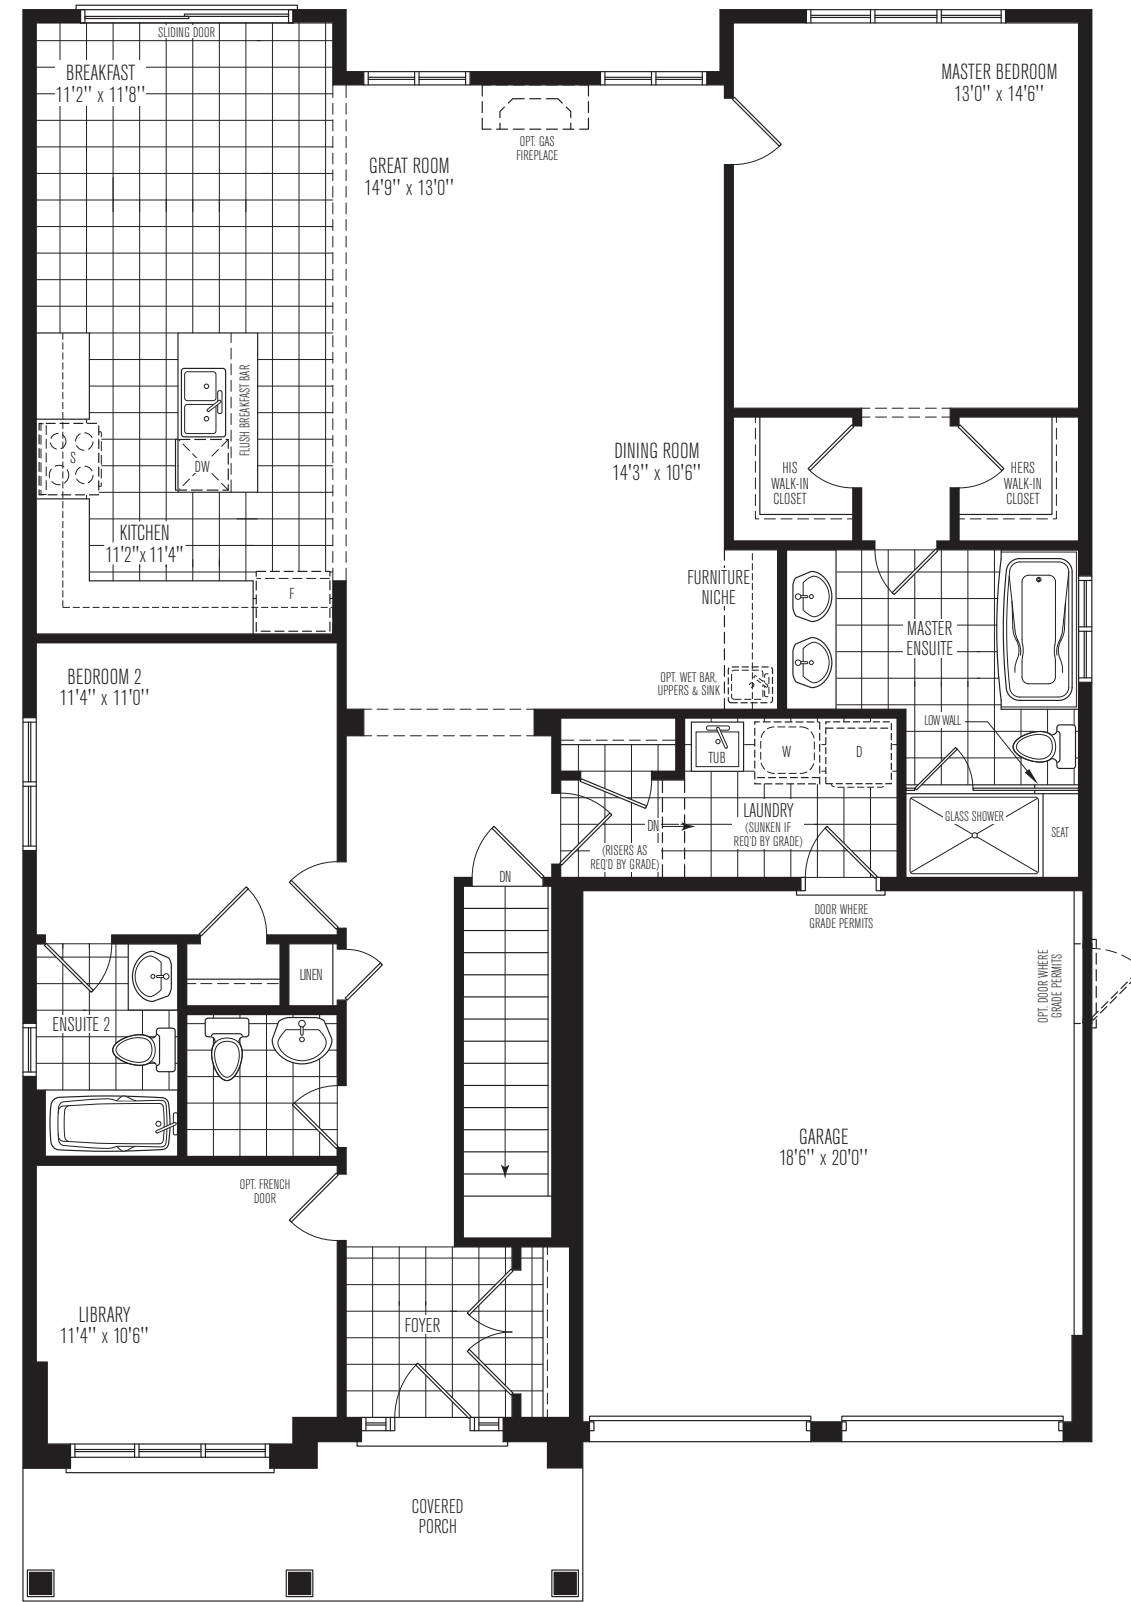 SLIDING DOOR
BREAKFAST
11'2" x 11'8"
MASTER BEDROOM
13'0" x 14'6"
OPT. GAS
FIREPLACE
GREAT ROOM
14'9" x 13'0"
FLUSH BREAKFAST BAR
S
DW
DINING ROOM
14'3" x 10'6"
HIS
WALK-IN
CLOSET
HERS
WALK-IN
CLOSET
KITCHEN
11'2"x 11'4"
F
FURNITURE
NICHE
MASTER
ENSUITE
BEDROOM 2
11'4" x 11'0"
OPT. WET BAR,
UPPERS & SINK
LOW WALL
TUB
W
D
LAUNDRY
(SUNKEN IF
REQ'D BY GRADE)
DN
(RISERS AS
REQ'D BY GRADE)
GLASS SHOWER
SEAT
DN
DOOR WHERE
GRADE PERMITS
OPT. DOOR WHERE
GRADE PERMITS
LINEN
ENSUITE 2
GARAGE
18'6" x 20'0"
OPT. FRENCH
DOOR
LIBRARY
11'4" x 10'6"
FOYER
COVERED
PORCH